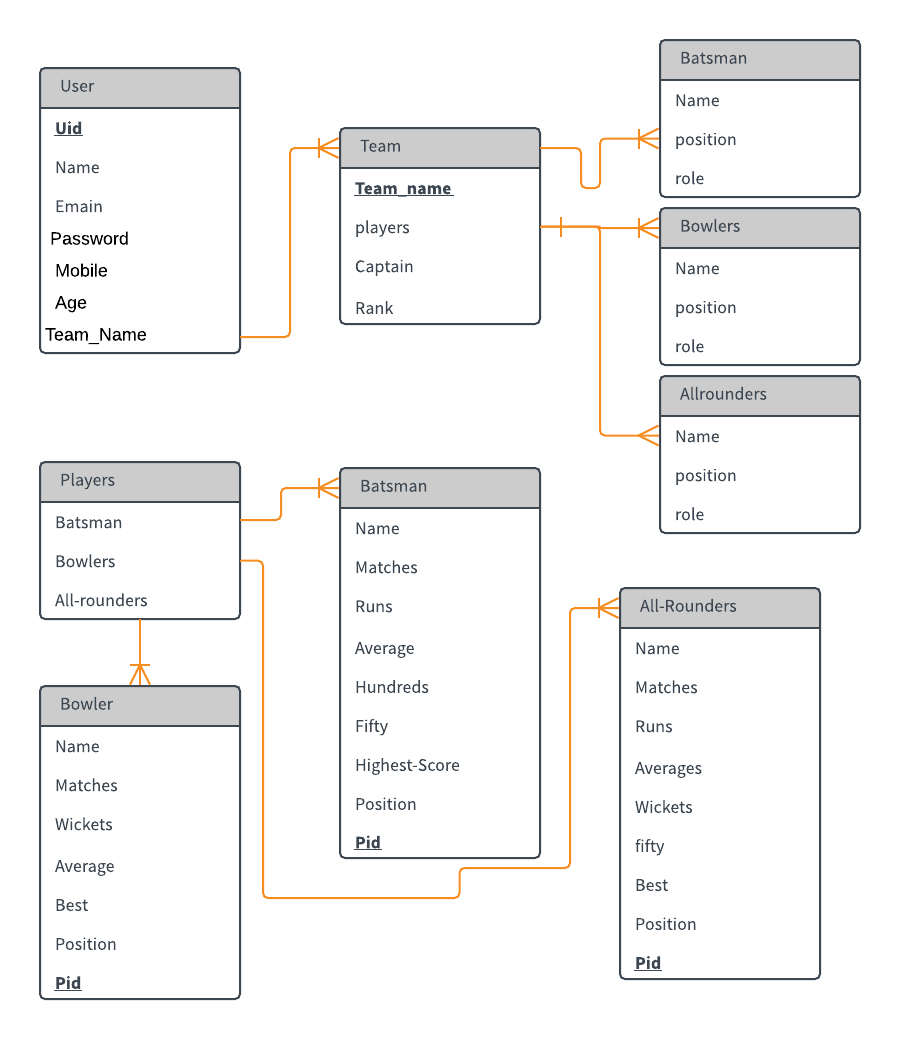 User
Uid
Name
Emain
Password
Mobile
Age
Team_Name
Team
Team_name
players
Captain
Rank
Batsman
Name
position
role
Bowlers
Name
position
role
Allrounders
Name
position
role
Players
Batsman
Bowlers
All-rounders
Batsman
Name
Matches
Runs
Average
Hundreds
Fifty
Highest-Score
Position
Pid
Bowler
Name
Matches
Wickets
Average
Best
Position
Pid
All-Rounders
Name
Matches
Runs
Averages
Wickets
fifty
Best
Position
Pid